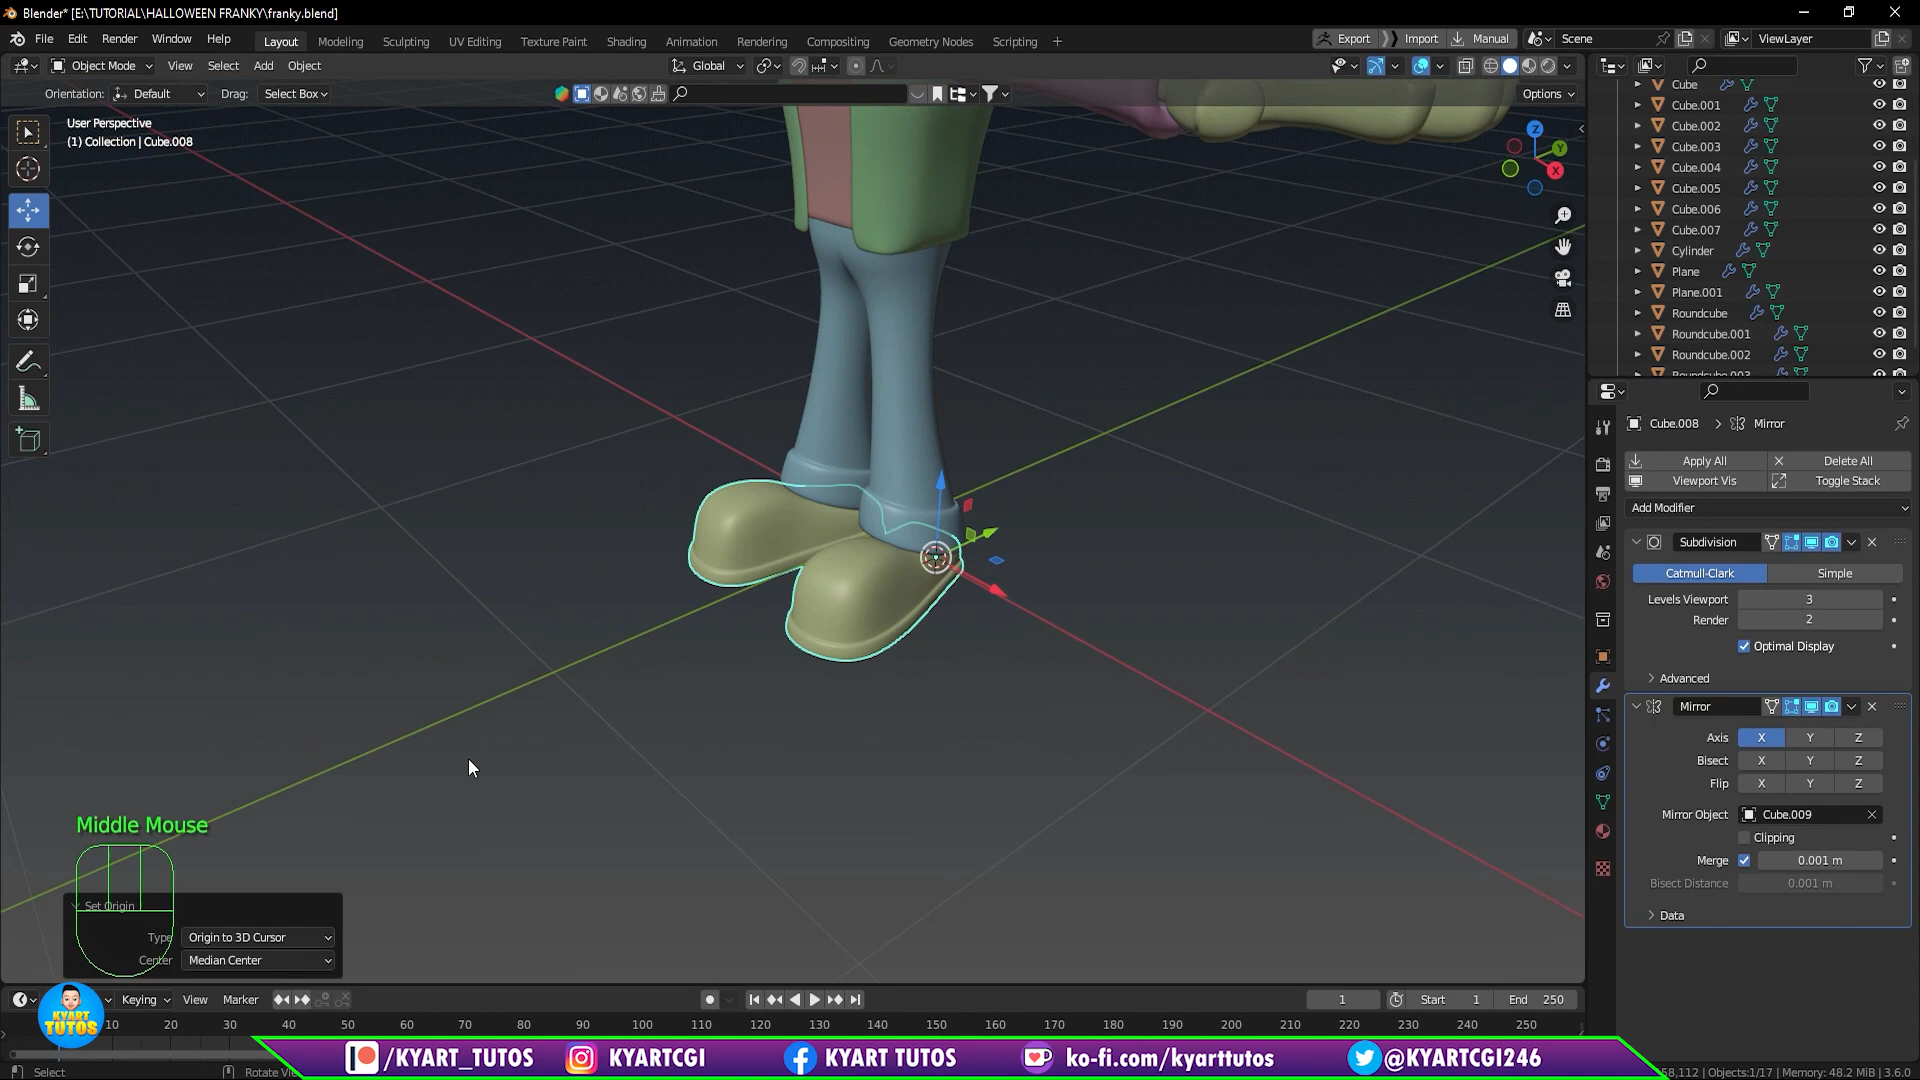 Blender* [E:\TUTORIAL\HALLOWEEN FRANKY\franky.blend]
File Edit Render Window Help Layout Modeling Sculpting UV Editing Texture Paint Shading Animation Rendering Compositing Geometry Nodes Scripting + Export Import Manual Scene ViewLayer
Object Mode View Select Add Object Global
Orientation: Default Drag: Select Box Options
User Perspective
(1) Collection | Cube.008
Z
Y
X
Cube
Cube.001
Cube.002
Cube.003
Cube.004
Cube.005
Cube.006
Cube.007
Cylinder
Plane
Plane.001
Roundcube
Roundcube.001
Roundcube.002
Roundcube.003
Cube.008 > Mirror
Apply All Delete All
Viewport Vis Toggle Stack
Add Modifier
Subdivision
Catmull-Clark Simple
Levels Viewport 3
Render 2
Optimal Display
Advanced
Mirror
Axis X Y Z
Bisect X Y Z
Flip X Y Z
Mirror Object Cube.009
Clipping
Merge 0.001 m
Bisect Distance 0.001 m
Data
Middle Mouse
Set Origin
Type Origin to 3D Cursor
Center Median Center
Keying View Marker 1 Start 1 End 250
10 20 30 40 50 60 70 80 90 100 110 120 130 140 150 160 170 180 190 200 210 220 230 240 250
KYART TUTOS
/KYART_TUTOS KYARTCGI KYART TUTOS ko-fi.com/kyarttutos @KYARTCGI246
Select Rotate 58,112 | Objects:1/17 | Memory: 48.2 MiB | 3.6.0